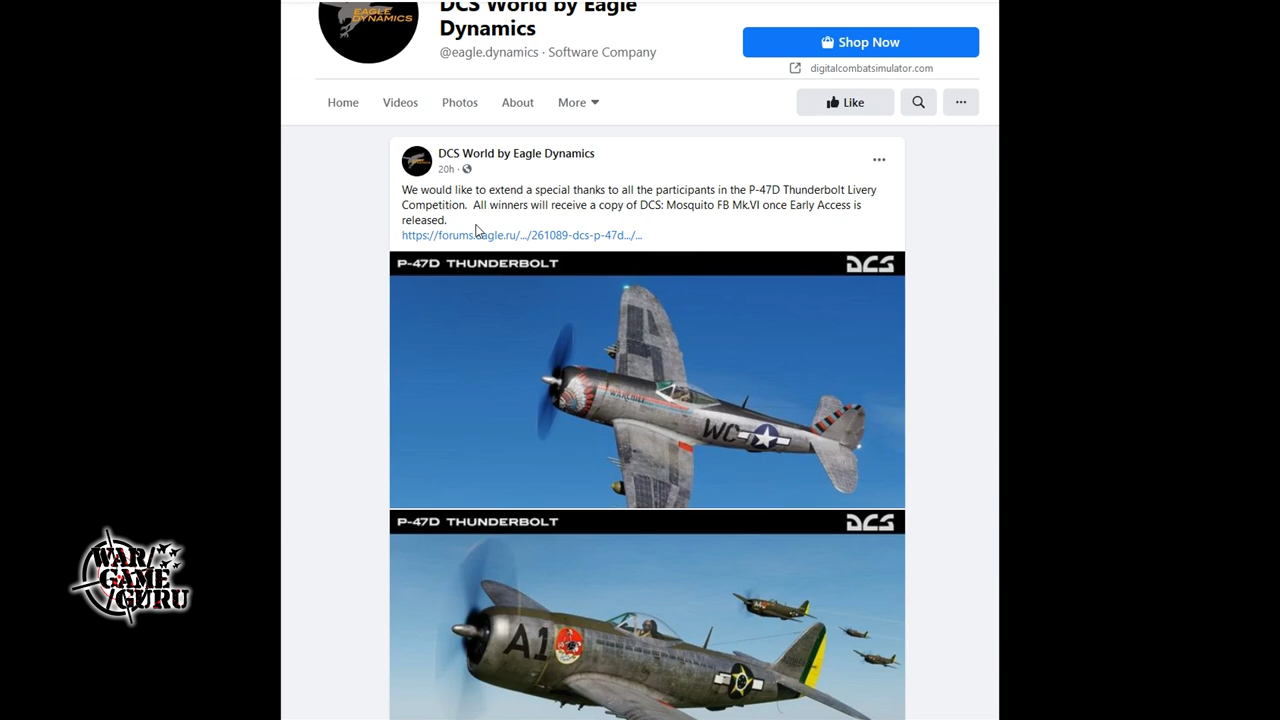 EAGLE
DYNAMICS
DCS World by Eagle
Dynamics
@eagle.dynamics · Software Company
Shop Now
digitalcombatsimulator.com
Home Videos Photos About More
Like
DCS World by Eagle Dynamics
20h ·
We would like to extend a special thanks to all the participants in the P-47D Thunderbolt Livery
Competition. All winners will receive a copy of DCS: Mosquito FB Mk.VI once Early Access is
released.
https://forums.eagle.ru/.../261089-dcs-p-47d.../...
P-47D THUNDERBOLT DCS
WC
P-47D THUNDERBOLT DCS
A1
WAR
GAME
GURU